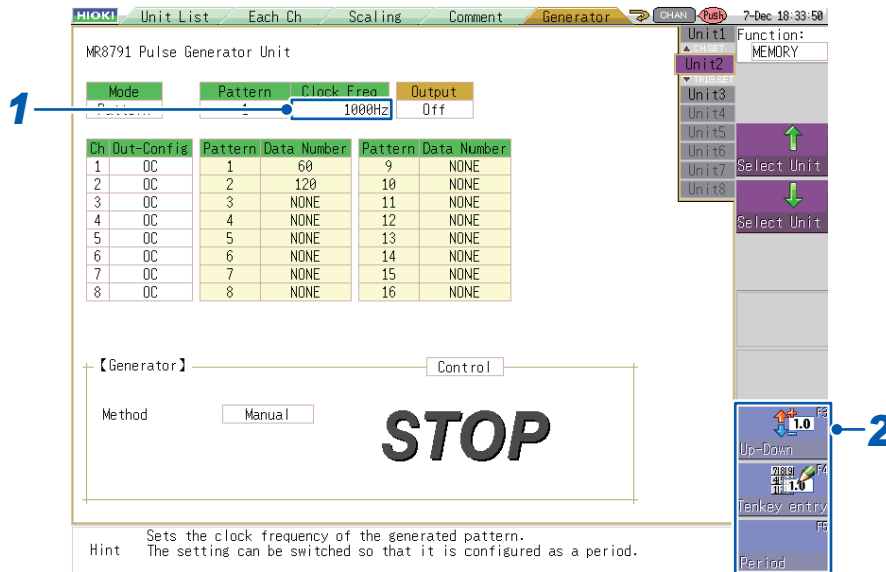 HIOKI Unit List Each Ch Scaling Comment Generator CHAN Push 7-Dec 18:33:50
Unit1 Function:
▲ CH.SET MEMORY
MR8791 Pulse Generator Unit
Unit2
▼ TRIG.SET
Unit3
Unit4
Unit5
Unit6
Unit7 Select Unit
Unit8
Select Unit
Mode Pattern Clock Freq Output
1 Pattern 1 1000Hz Off
Ch Out-Config Pattern Data Number Pattern Data Number
1 OC 1 60 9 NONE
2 OC 2 120 10 NONE
3 OC 3 NONE 11 NONE
4 OC 4 NONE 12 NONE
5 OC 5 NONE 13 NONE
6 OC 6 NONE 14 NONE
7 OC 7 NONE 15 NONE
8 OC 8 NONE 16 NONE
【Generator】 Control
Method Manual
STOP
F3
1.0 2
Up-Down
F4
1.0
Tenkey entry
F5
Period
Hint Sets the clock frequency of the generated pattern.
The setting can be switched so that it is configured as a period.